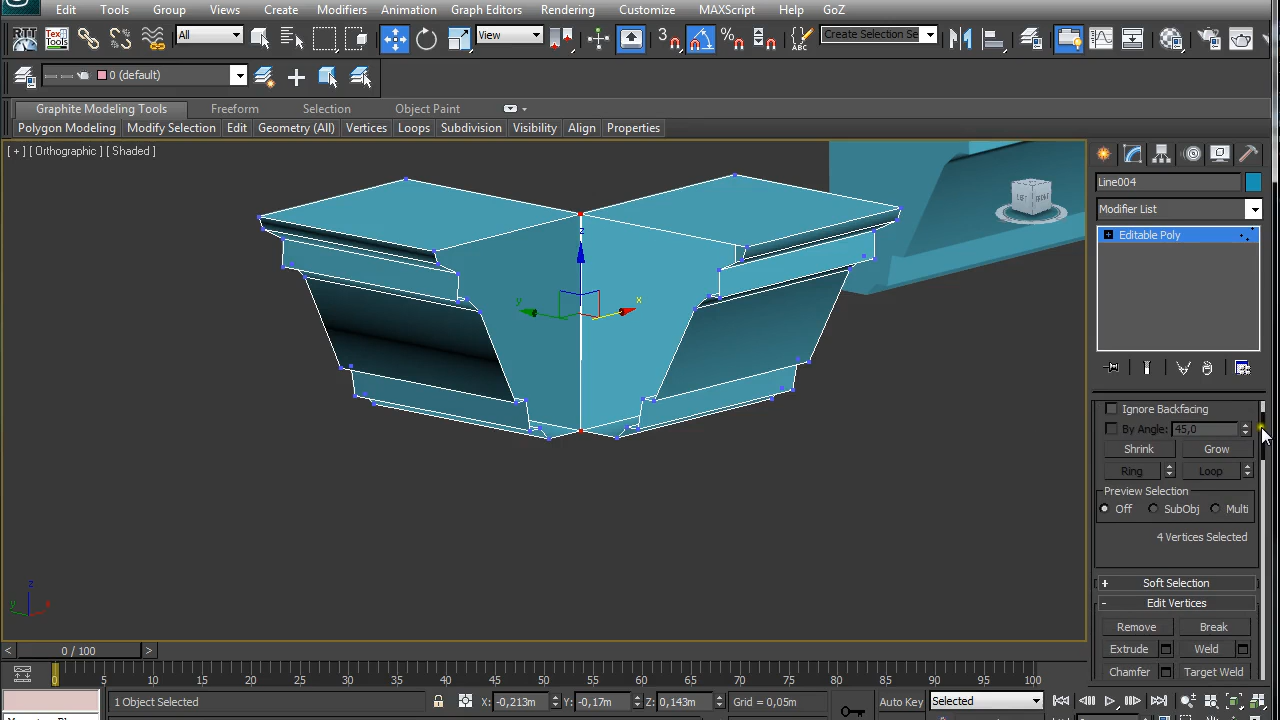 Edit Tools Group Views Create Modifiers Animation Graph Editors Rendering Customize MAXScript Help GoZ
RTT Tex Tools All View 3 % Create Selection Se
0 (default)
Graphite Modeling Tools Freeform Selection Object Paint
Polygon Modeling Modify Selection Edit Geometry (All) Vertices Loops Subdivision Visibility Align Properties
[ + ] [ Orthographic ] [ Shaded ]
Line004
FRONT
Modifier List
Editable Poly
z
y x
Ignore Backfacing
By Angle: 45,0
Shrink Grow
Ring Loop
Preview Selection
Off SubObj Multi
4 Vertices Selected
Soft Selection
Edit Vertices
z
y x
Remove Break
Extrude Weld
Chamfer Target Weld
< 0 / 100 >
0 5 10 15 20 25 30 35 40 45 50 55 60 65 70 75 80 85 90 95 100
1 Object Selected X: -0,213m Y: -0,17m Z: 0,143m Grid = 0,05m Auto Key Selected